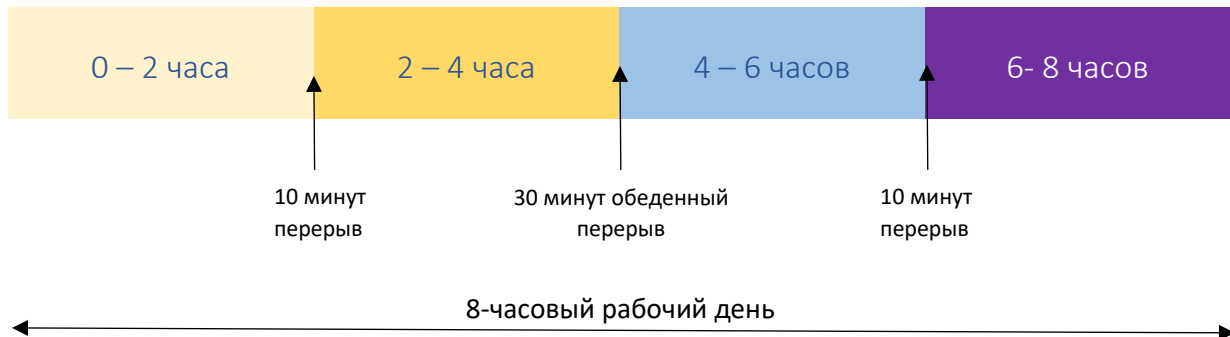 0 – 2 часа
2 – 4 часа
4 – 6 часов
6- 8 часов
10 минут
перерыв
30 минут обеденный
перерыв
10 минут
перерыв
8-часовый рабочий день